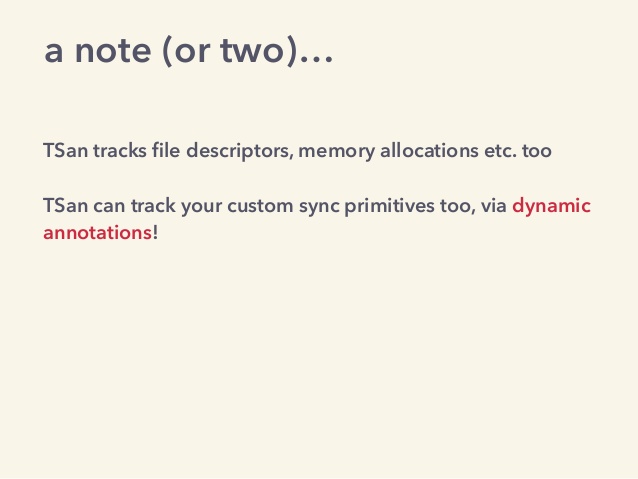 a note (or two)…
TSan tracks file descriptors, memory allocations etc. too
TSan can track your custom sync primitives too, via dynamic
annotations!